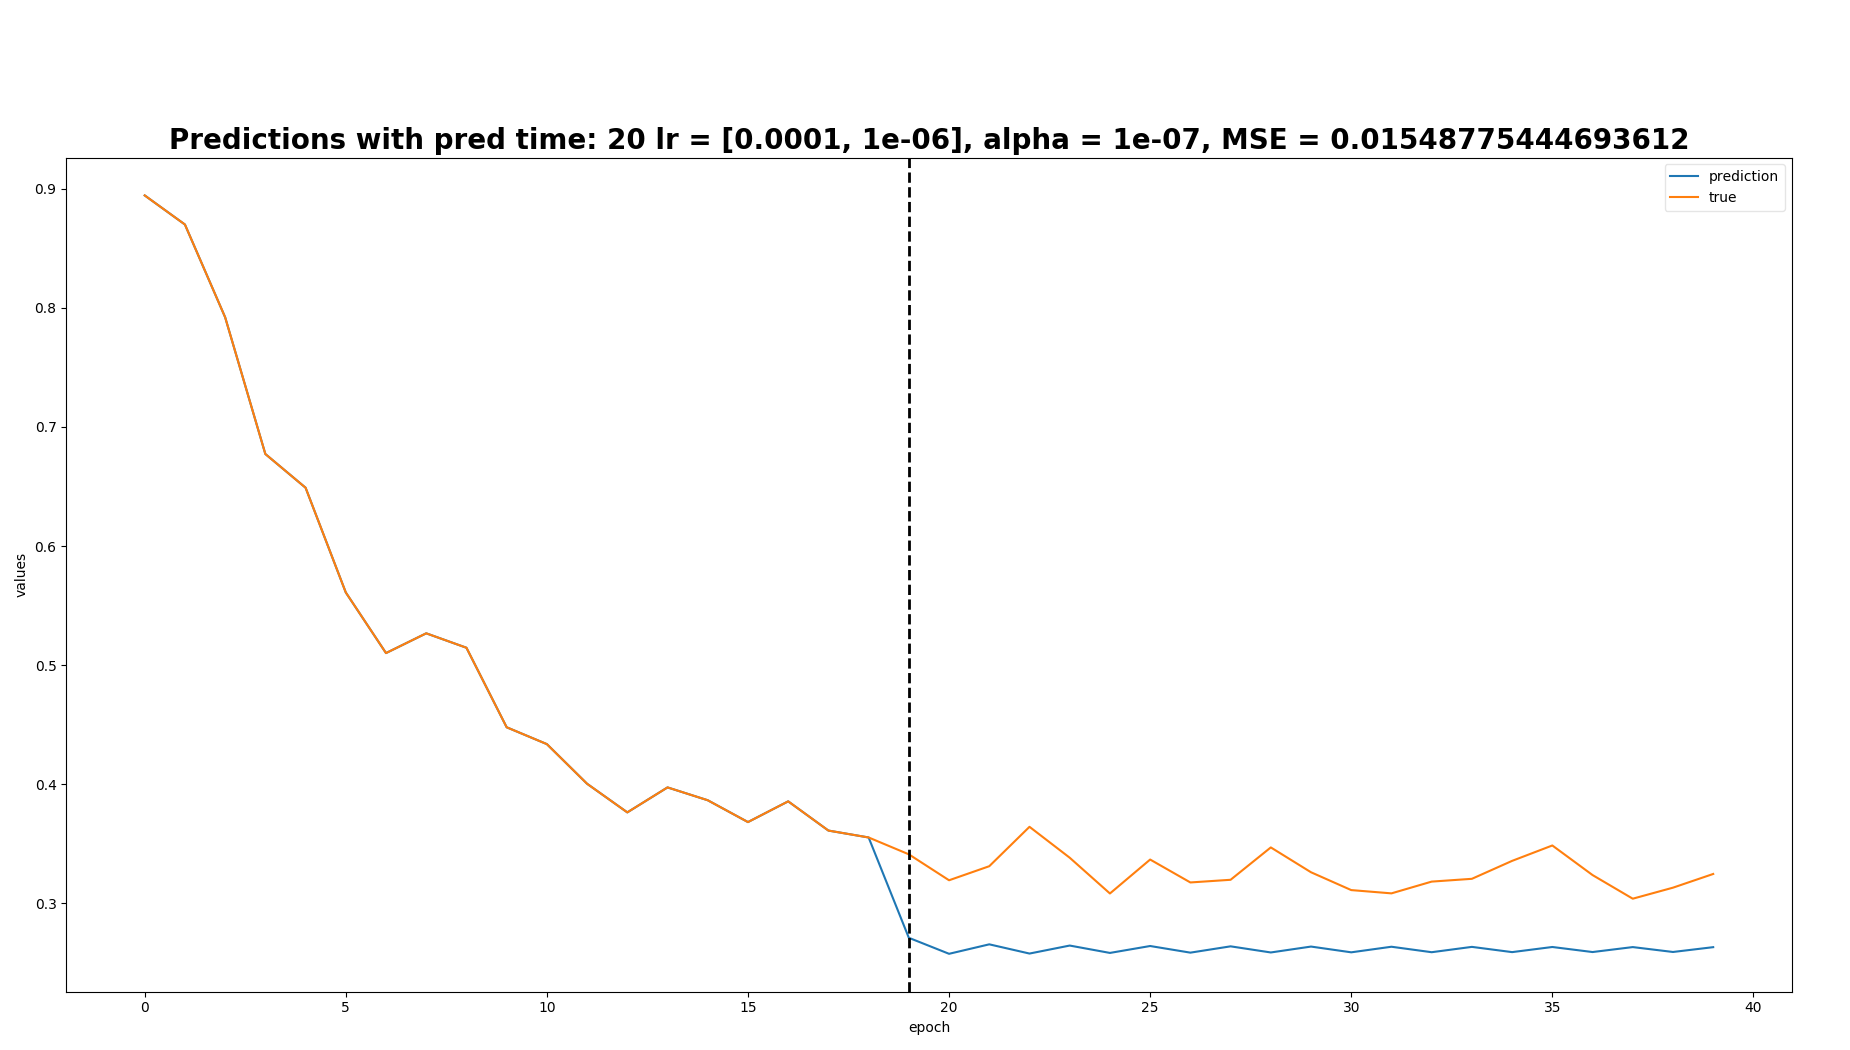 Predictions with pred time: 20 lr = [0.0001, 1e-06], alpha = 1e-07, MSE = 0.01548775444693612
prediction
true
0.9
0.8
0.7
0.6
0.5
0.4
0.3
values
0 5 10 15 20 25 30 35 40
epoch